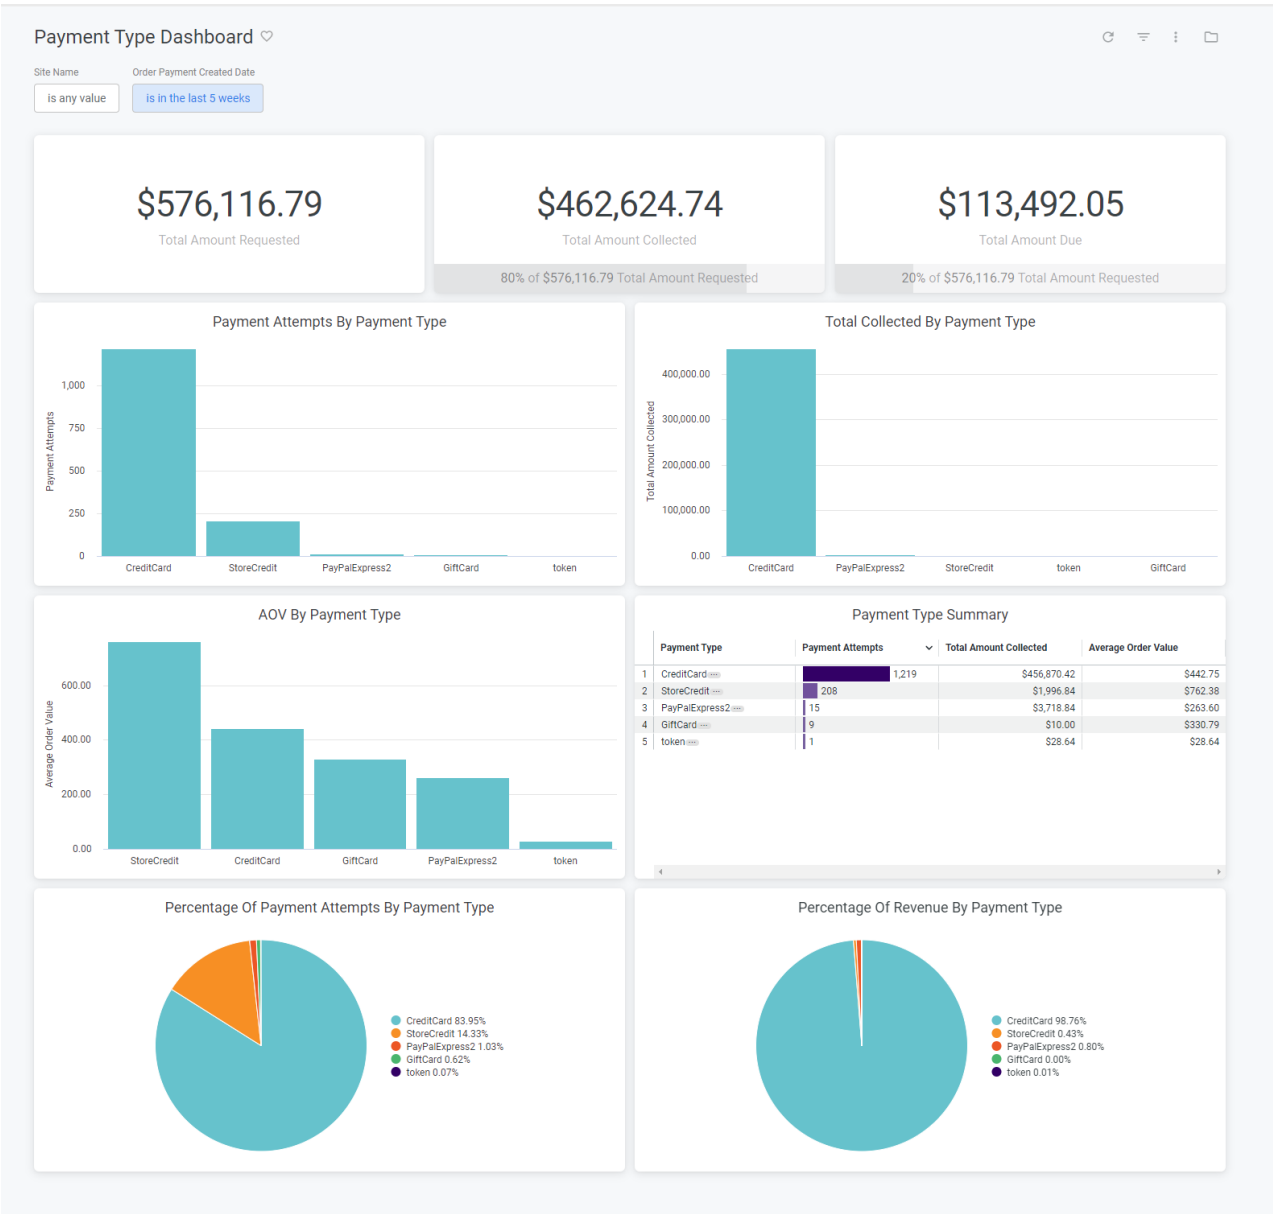 Payment Type Dashboard
Site Name
Order Payment Created Date
is any value
is in the last 5 weeks
$576,116.79
Total Amount Requested
$462,624.74
Total Amount Collected
80% of $576,116.79 Total Amount Requested
$113,492.05
Total Amount Due
20% of $576,116.79 Total Amount Requested
Payment Attempts By Payment Type
Payment Attempts
1,000
750
500
250
0
CreditCard StoreCredit PayPalExpress2 GiftCard token
Total Collected By Payment Type
Total Amount Collected
400,000.00
300,000.00
200,000.00
100,000.00
0.00
CreditCard PayPalExpress2 StoreCredit token GiftCard
AOV By Payment Type
Average Order Value
600.00
400.00
200.00
0.00
StoreCredit CreditCard GiftCard PayPalExpress2 token
Payment Type Summary
Payment Type Payment Attempts Total Amount Collected Average Order Value
1 CreditCard 1,219 $456,870.42 $442.75
2 StoreCredit 208 $1,996.84 $762.38
3 PayPalExpress2 15 $3,718.84 $263.60
4 GiftCard 9 $10.00 $330.79
5 token 1 $28.64 $28.64
Percentage Of Payment Attempts By Payment Type
CreditCard 83.95%
StoreCredit 14.33%
PayPalExpress2 1.03%
GiftCard 0.62%
token 0.07%
Percentage Of Revenue By Payment Type
CreditCard 98.76%
StoreCredit 0.43%
PayPalExpress2 0.80%
GiftCard 0.00%
token 0.01%